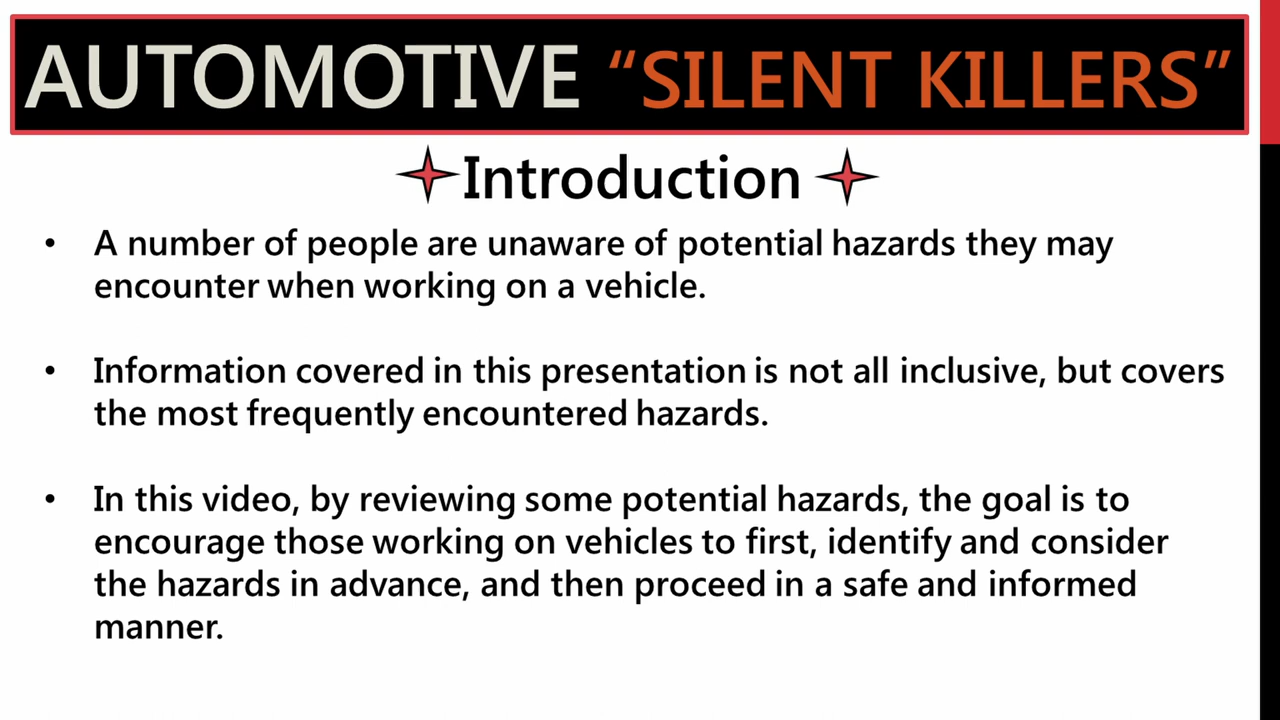 AUTOMOTIVE “SILENT KILLERS”
Introduction
• A number of people are unaware of potential hazards they may
encounter when working on a vehicle.
• Information covered in this presentation is not all inclusive, but covers
the most frequently encountered hazards.
• In this video, by reviewing some potential hazards, the goal is to
encourage those working on vehicles to first, identify and consider
the hazards in advance, and then proceed in a safe and informed
manner.